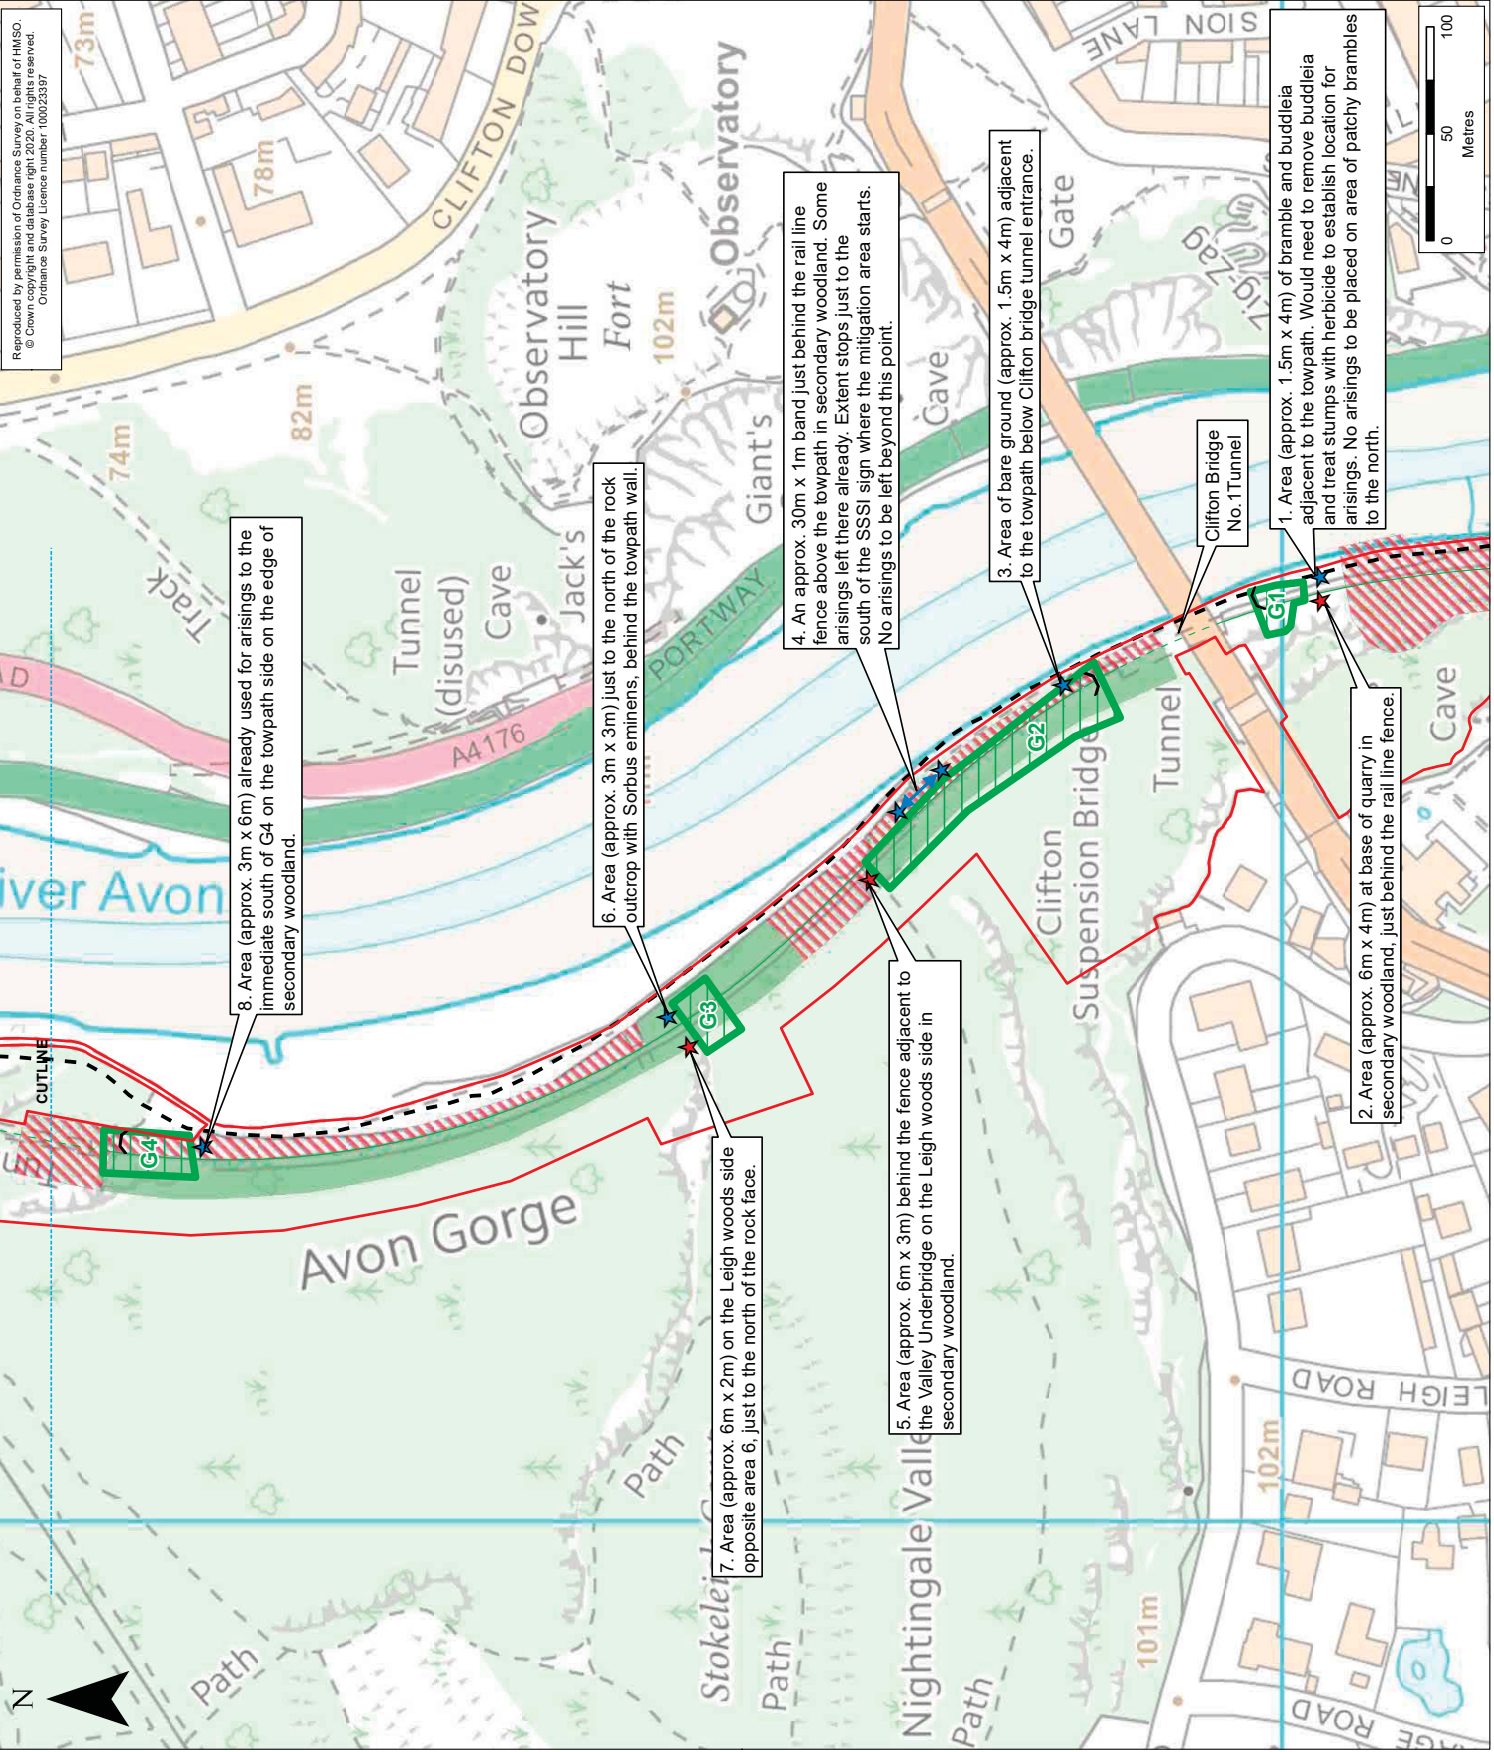 Reproduced by permission of Ordnance Survey on behalf of HMSO.
© Crown copyright and database right 2020. All rights reserved.
Ordnance Survey Licence number 100023397
N
CUTLINE
8. Area (approx. 3m x 6m) already used for arisings to the
immediate south of G4 on the towpath side on the edge of
secondary woodland.
6. Area (approx. 3m x 3m) just to the north of the rock
outcrop with Sorbus eminens, behind the towpath wall.
4. An approx. 30m x 1m band just behind the rail line
fence above the towpath in secondary woodland. Some
arisings left there already. Extent stops just to the
south of the SSSI sign where the mitigation area starts.
No arisings to be left beyond this point.
3. Area of bare ground (approx. 1.5m x 4m) adjacent
to the towpath below Clifton bridge tunnel entrance.
Clifton Bridge
No.1Tunnel
1. Area (approx. 1.5m x 4m) of bramble and buddleia
adjacent to the towpath. Would need to remove buddleia
and treat stumps with herbicide to establish location for
arisings. No arisings to be placed on area of patchy brambles
to the north.
7. Area (approx. 6m x 2m) on the Leigh woods side
opposite area 6, just to the north of the rock face.
5. Area (approx. 6m x 3m) behind the fence adjacent to
the Valley Underbridge on the Leigh woods side in
secondary woodland.
2. Area (approx. 6m x 4m) at base of quarry in
secondary woodland, just behind the rail line fence.
G4
G3
G2
G1
0 50 100
Metres
73m
78m
74m
82m
CLIFTON DOW
Observatory
Hill
Fort
102m
Observatory
Track
Tunnel
(disused)
Cave
Jack's
Giant's
Cave
Gate
Zig-Zag
SION LANE
A4176
PORTWAY
iver Avon
Avon Gorge
Clifton
Suspension Bridge
Tunnel
Cave
Path
Path
Stokelei
Path
Nightingale Valle
Path
101m
102m
LEIGH ROAD
ROAD